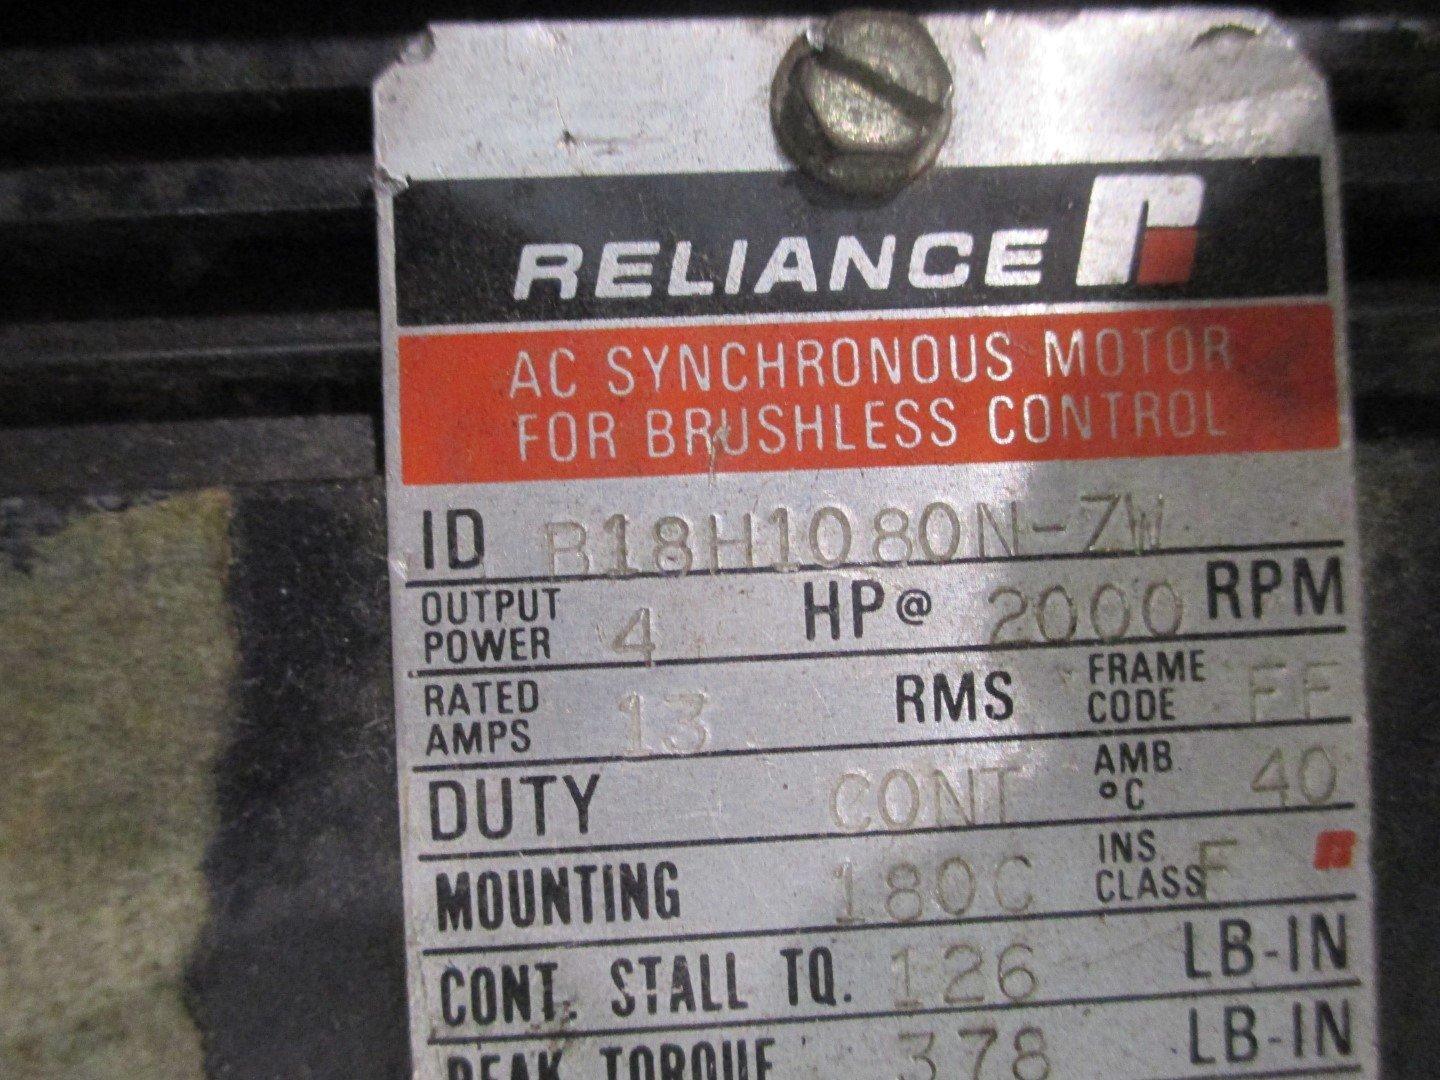 RELIANCE
AC SYNCHRONOUS MOTOR
FOR BRUSHLESS CONTROL
ID B18H1080N-ZW
OUTPUT POWER 4 HP@ 2000 RPM
RATED AMPS 13 RMS FRAME CODE FF
DUTY CONT AMB °C 40
MOUNTING 180C INS CLASS F
CONT. STALL TQ. 126 LB-IN
PEAK TORQUE 378 LB-IN